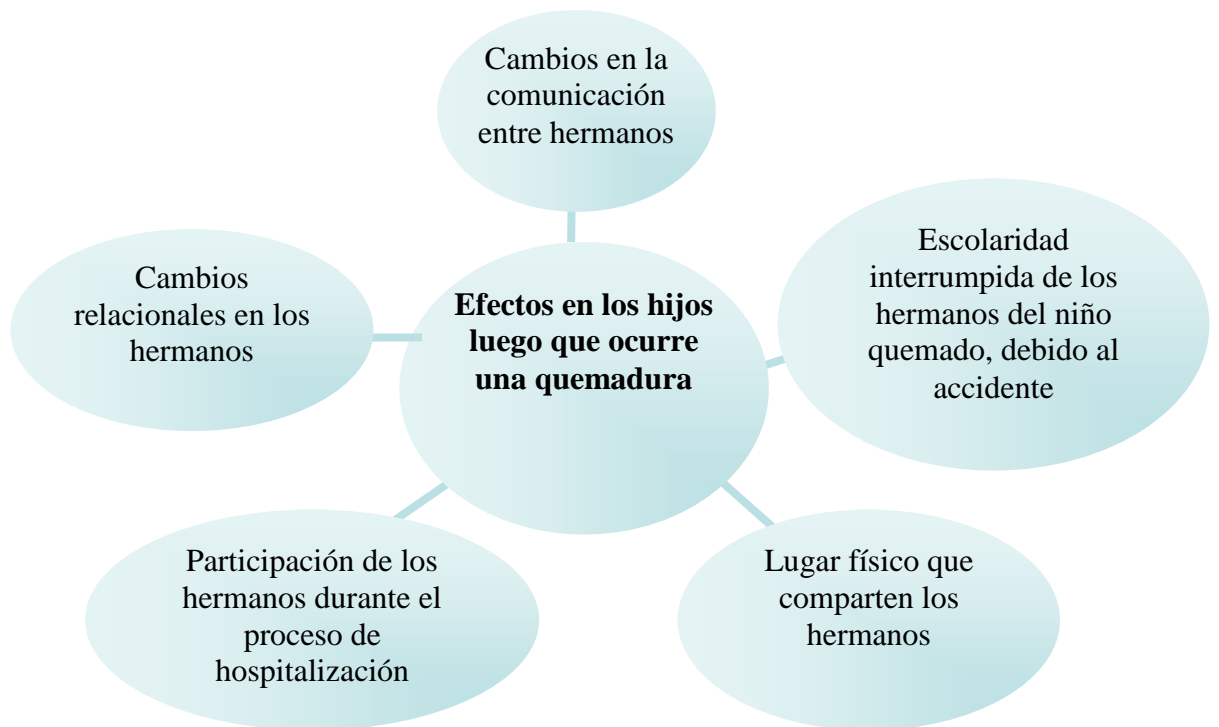 Cambios en la
comunicación
entre hermanos
Escolaridad
interrumpida de los
hermanos del niño
quemado, debido al
accidente
Cambios
relacionales en los
hermanos
Efectos en los hijos
luego que ocurre
una quemadura
Participación de los
hermanos durante el
proceso de
hospitalización
Lugar físico que
comparten los
hermanos